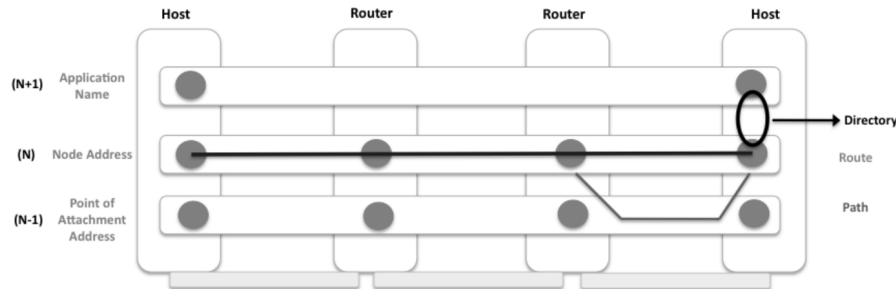 Host
Router
Router
Host
(N+1)
Application
Name
Directory
(N)
Node Address
Route
(N-1)
Point of
Attachment
Address
Path